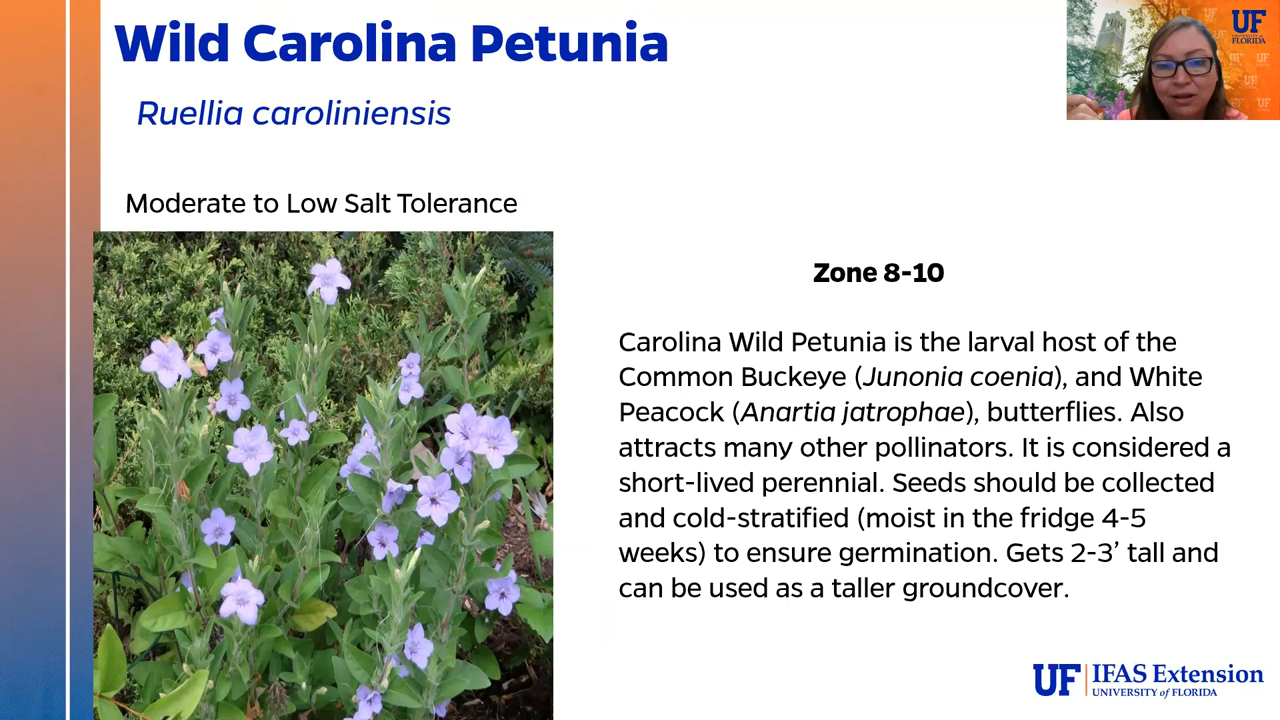 Wild Carolina Petunia
Ruellia caroliniensis
Moderate to Low Salt Tolerance
Zone 8-10
Carolina Wild Petunia is the larval host of the
Common Buckeye (Junonia coenia), and White
Peacock (Anartia jatrophae), butterflies. Also
attracts many other pollinators. It is considered a
short-lived perennial. Seeds should be collected
and cold-stratified (moist in the fridge 4-5
weeks) to ensure germination. Gets 2-3’ tall and
can be used as a taller groundcover.
UF
UNIVERSITY of
FLORIDA
UF IFAS Extension
UNIVERSITY of FLORIDA